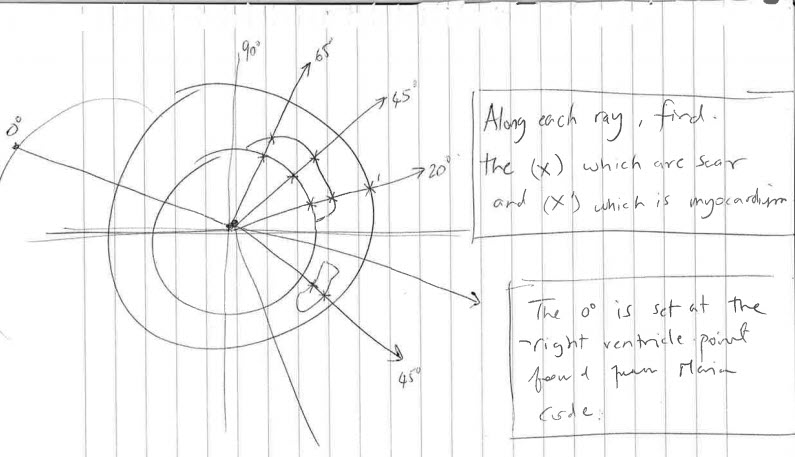 90°
65°
45°
0°
20°
45°
Along each ray, find.
the (x) which are scar
and (x') which is myocardium
The 0° is set at the
right ventricle point
found from Main
Code.